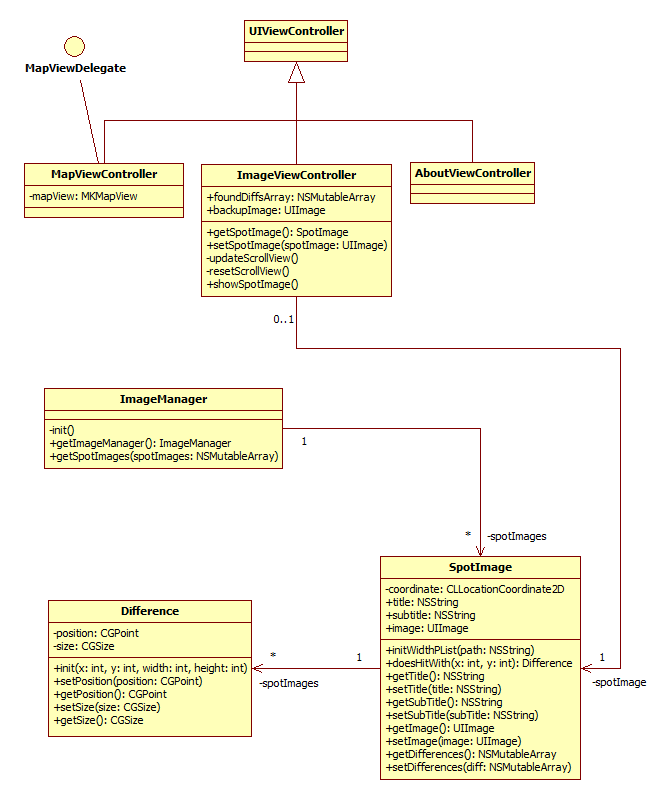 UIViewController
MapViewDelegate
MapViewController
-mapView: MKMapView
ImageViewController
+foundDiffsArray: NSMutableArray
+backupImage: UIImage
+getSpotImage(): SpotImage
+setSpotImage(spotImage: UIImage)
-updateScrollView()
-resetScrollView()
+showSpotImage()
AboutViewController
0..1
ImageManager
-init()
+getImageManager(): ImageManager
+getSpotImages(spotImages: NSMutableArray)
1
* -spotImages
SpotImage
-coordinate: CLLocationCoordinate2D
+title: NSString
+subtitle: NSString
+image: UIImage
+initWidthPList(path: NSString)
+doesHitWith(x: int, y: int): Difference
+getTitle(): NSString
+setTitle(title: NSString)
+getSubTitle(): NSString
+setSubTitle(subTitle: NSString)
+getImage(): UIImage
+setImage(image: UIImage)
+getDifferences(): NSMutableArray
+setDifferences(diff: NSMutableArray)
1
-spotImage
Difference
-position: CGPoint
-size: CGSize
+init(x: int, y: int, width: int, height: int)
+setPosition(position: CGPoint)
+getPosition(): CGPoint
+setSize(size: CGSize)
+getSize(): CGSize
* 1
-spotImages